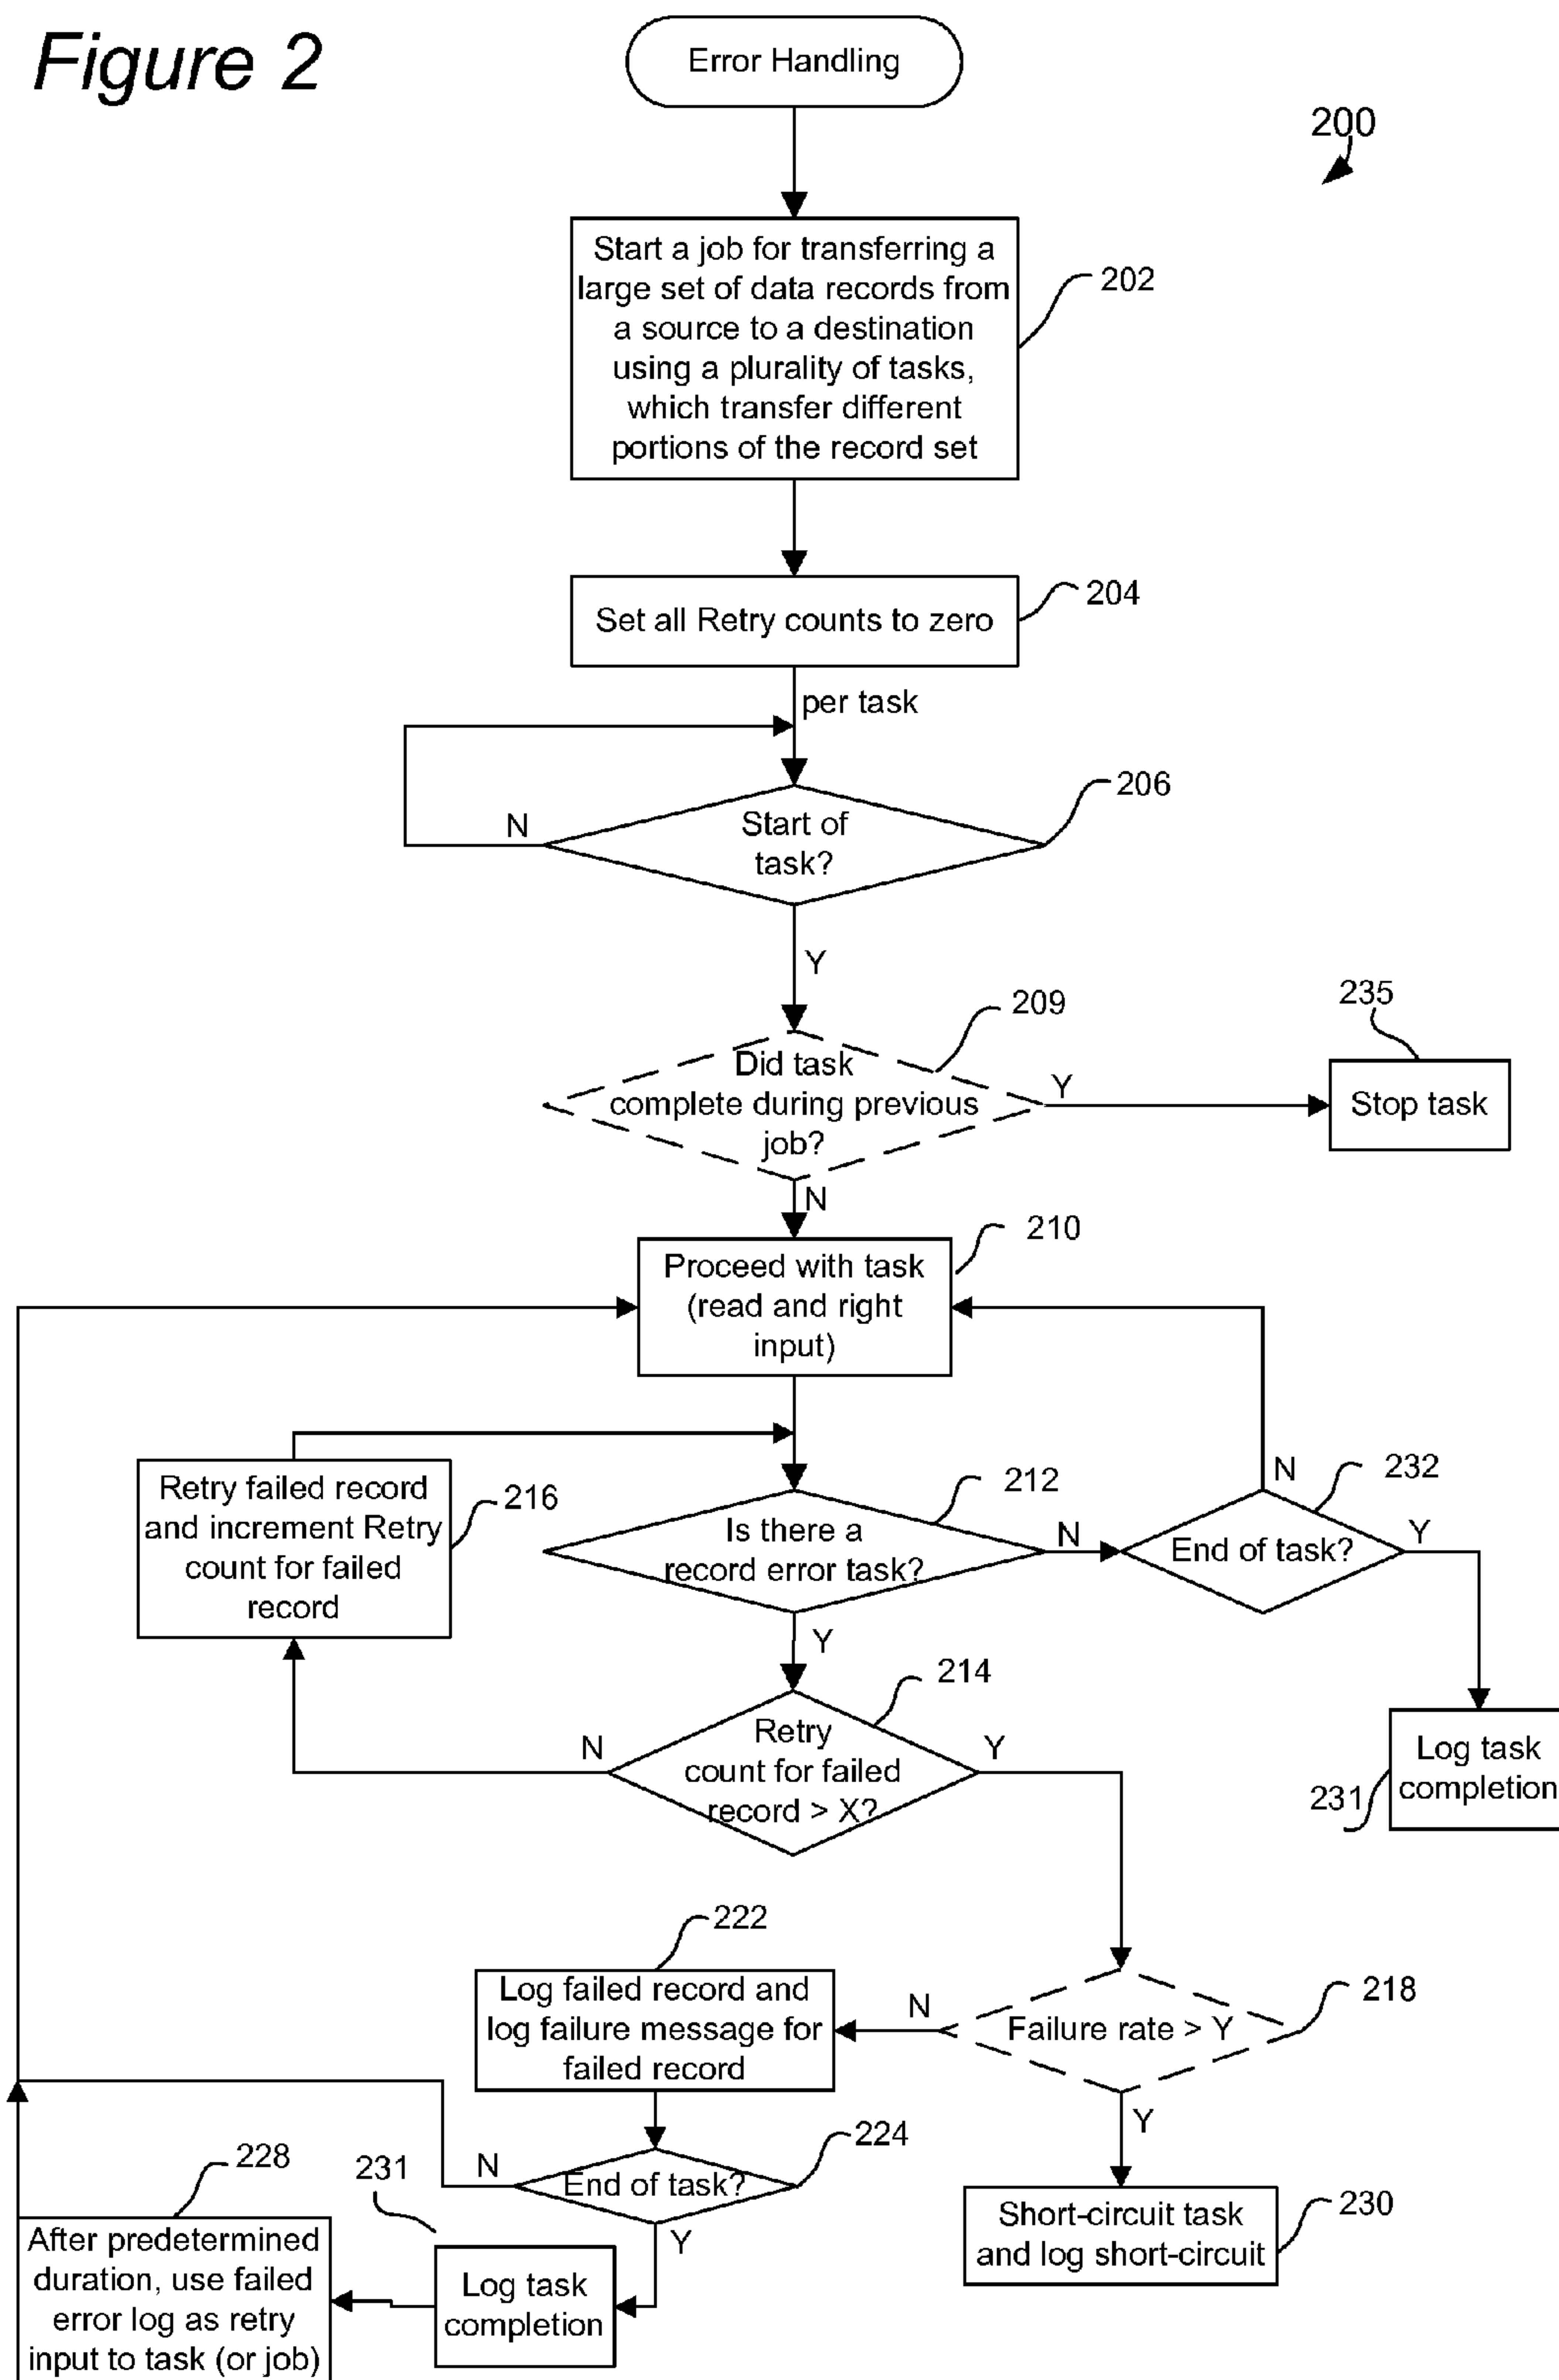 Figure 2
Error Handling
200
Start a job for transferring a
large set of data records from
a source to a destination
using a plurality of tasks,
which transfer different
portions of the record set
202
Set all Retry counts to zero
204
per task
Start of
task?
206
N
Y
Did task
complete during previous
job?
209
Y
N
235
Stop task
Proceed with task
(read and right
input)
210
Retry failed record
and increment Retry
count for failed
record
216
Is there a
record error task?
212
N
Y
End of task?
232
N
Y
Log task
completion
231
Retry
count for failed
record > X?
214
N
Y
Failure rate > Y
218
N
Y
222
Log failed record and
log failure message for
failed record
End of task?
224
N
Y
Short-circuit task
and log short-circuit
230
231
Log task
completion
228
After predetermined
duration, use failed
error log as retry
input to task (or job)